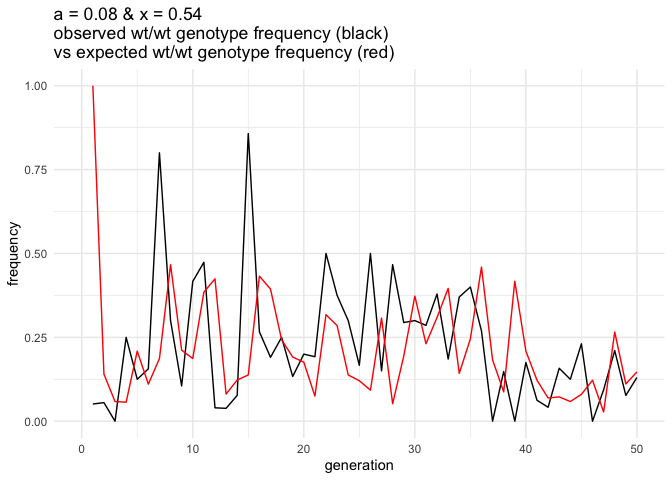 a = 0.08 & x = 0.54
observed wt/wt genotype frequency (black)
vs expected wt/wt genotype frequency (red)
1.00
0.75
0.50
0.25
0.00
frequency
0 10 20 30 40 50
generation